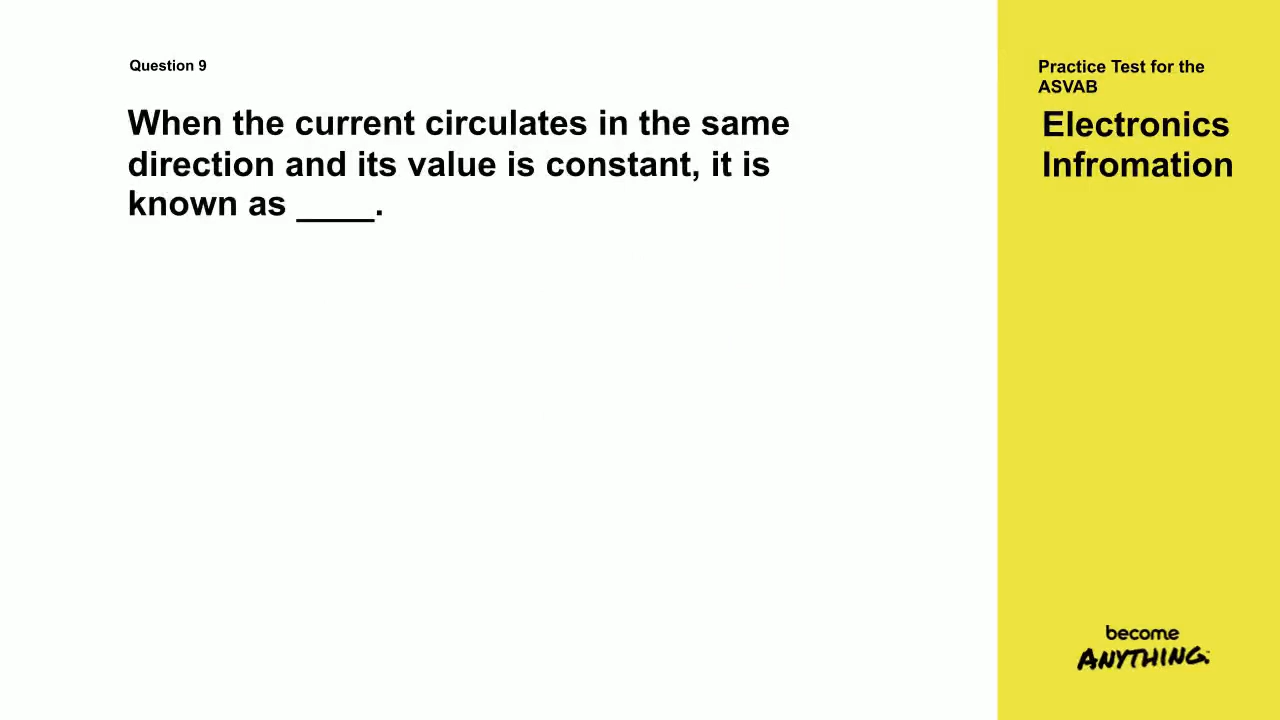 Question 9
When the current circulates in the same
direction and its value is constant, it is
known as ____.
Practice Test for the
ASVAB
Electronics
Infromation
become
ANYTHING.